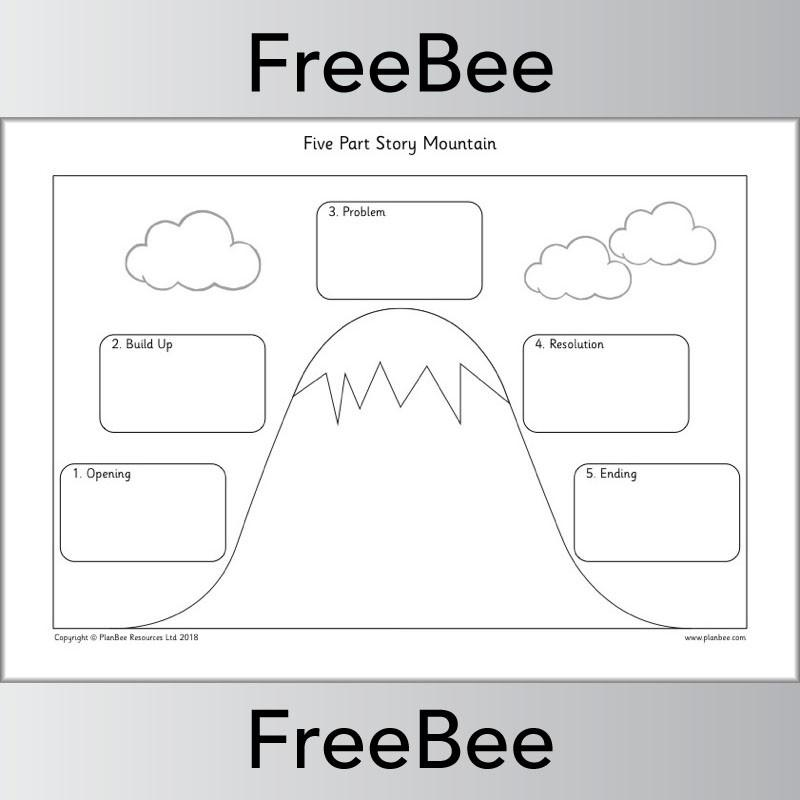 FreeBee
Five Part Story Mountain
3. Problem
2. Build Up
4. Resolution
1. Opening
5. Ending
Copyright © PlanBee Resources Ltd 2018
www.planbee.com
FreeBee